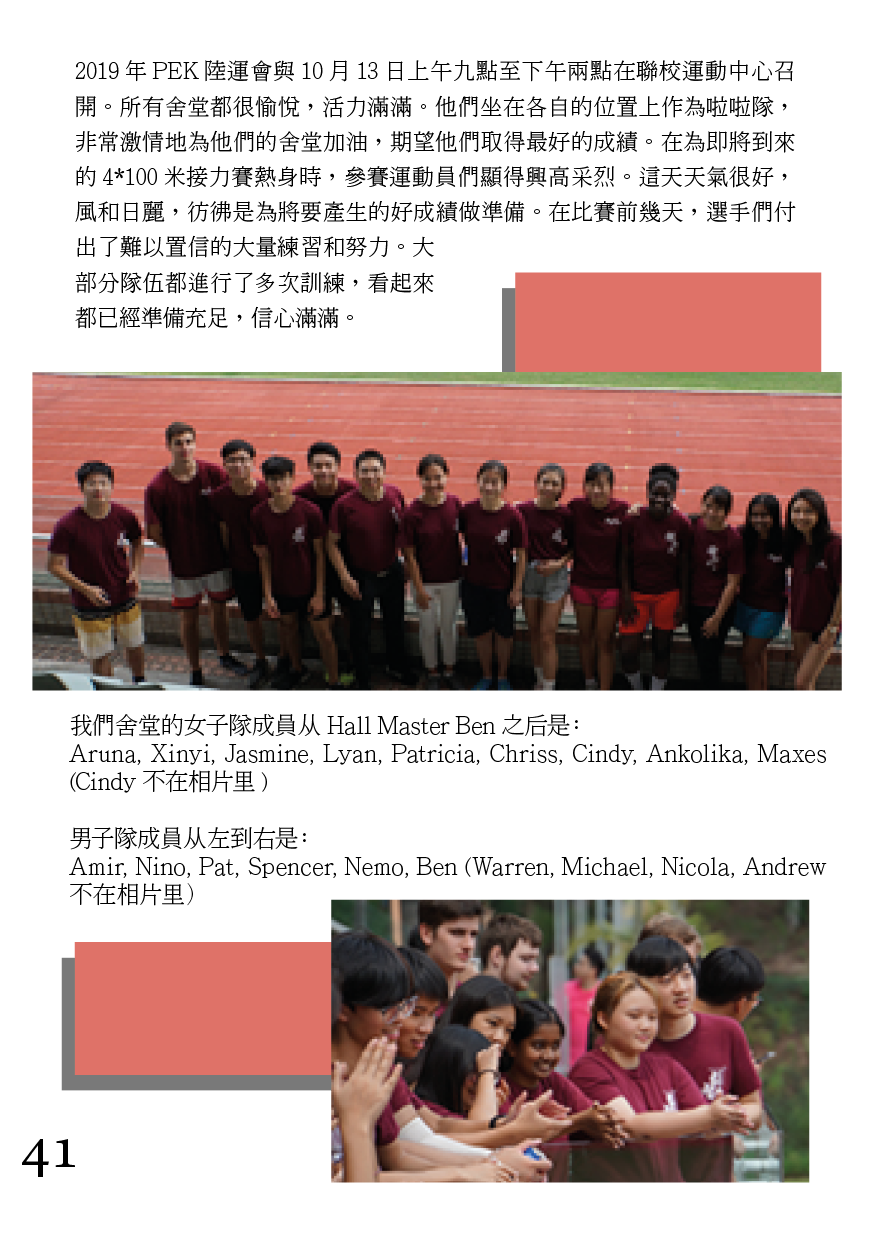 2019 年 PEK 陸運會與 10 月 13 日上午九點至下午兩點在聯校運動中心召
開。所有舍堂都很愉悅，活力滿滿。他們坐在各自的位置上作為啦啦隊，
非常激情地為他們的舍堂加油，期望他們取得最好的成績。在為即將到來
的 4*100 米接力賽熱身時，參賽運動員們顯得興高采烈。這天天氣很好，
風和日麗，彷彿是為將要產生的好成績做準備。在比賽前幾天，選手們付
出了難以置信的大量練習和努力。大
部分隊伍都進行了多次訓練，看起來
都已經準備充足，信心滿滿。
我們舍堂的女子隊成員从 Hall Master Ben 之后是：
Aruna, Xinyi, Jasmine, Lyan, Patricia, Chriss, Cindy, Ankolika, Maxes
(Cindy 不在相片里 )
男子隊成員从左到右是：
Amir, Nino, Pat, Spencer, Nemo, Ben (Warren, Michael, Nicola, Andrew
不在相片里）
41